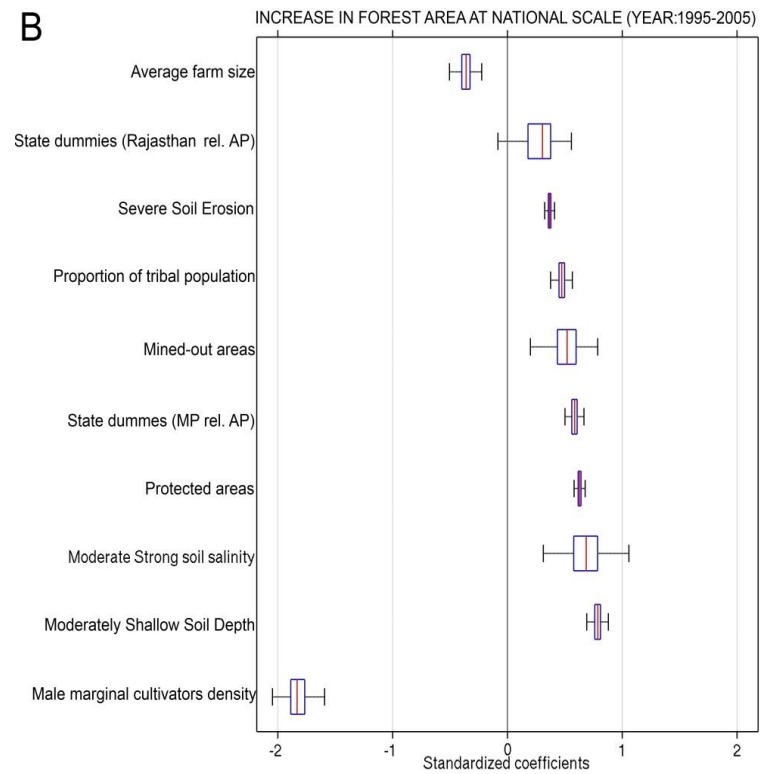 B
INCREASE IN FOREST AREA AT NATIONAL SCALE (YEAR:1995-2005)
Average farm size
State dummies (Rajasthan rel. AP)
Severe Soil Erosion
Proportion of tribal population
Mined-out areas
State dummes (MP rel. AP)
Protected areas
Moderate Strong soil salinity
Moderately Shallow Soil Depth
Male marginal cultivators density
-2 -1 0 1 2
Standardized coefficients